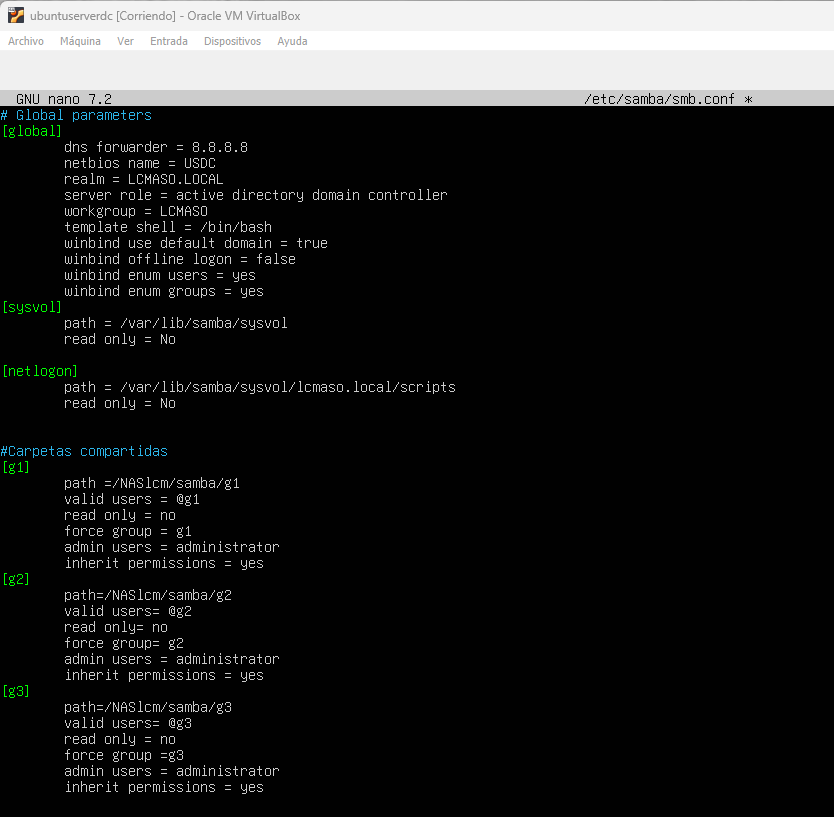 ubuntuserverdc [Corriendo] - Oracle VM VirtualBox
Archivo Máquina Ver Entrada Dispositivos Ayuda
GNU nano 7.2 /etc/samba/smb.conf *
# Global parameters
[global]
dns forwarder = 8.8.8.8
netbios name = USDC
realm = LCMASO.LOCAL
server role = active directory domain controller
workgroup = LCMASO
template shell = /bin/bash
winbind use default domain = true
winbind offline logon = false
winbind enum users = yes
winbind enum groups = yes
[sysvol]
path = /var/lib/samba/sysvol
read only = No
[netlogon]
path = /var/lib/samba/sysvol/lcmaso.local/scripts
read only = No
#Carpetas compartidas
[g1]
path =/NASlcm/samba/g1
valid users = @g1
read only = no
force group = g1
admin users = administrator
inherit permissions = yes
[g2]
path=/NASlcm/samba/g2
valid users= @g2
read only= no
force group= g2
admin users = administrator
inherit permissions = yes
[g3]
path=/NASlcm/samba/g3
valid users= @g3
read only = no
force group =g3
admin users = administrator
inherit permissions = yes